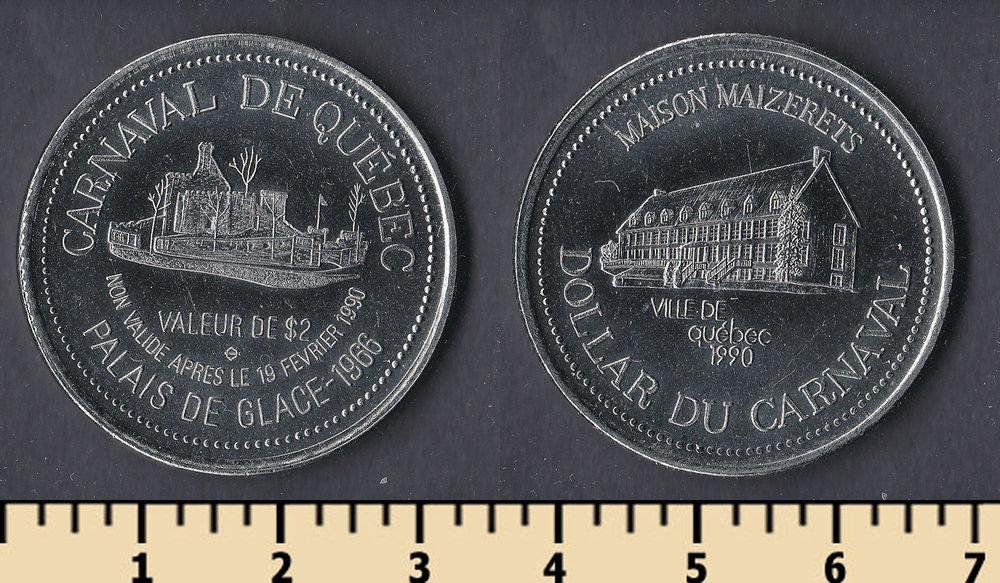 CARNAVAL DE QUÉBEC
VALEUR DE $2
NON VALIDE APRES LE 19 FEVRIER 1990
PALAIS DE GLACE-1966
MAISON MAIZERETS
VILLE DE
québec
1990
DOLLAR DU CARNAVAL
1 2 3 4 5 6 7